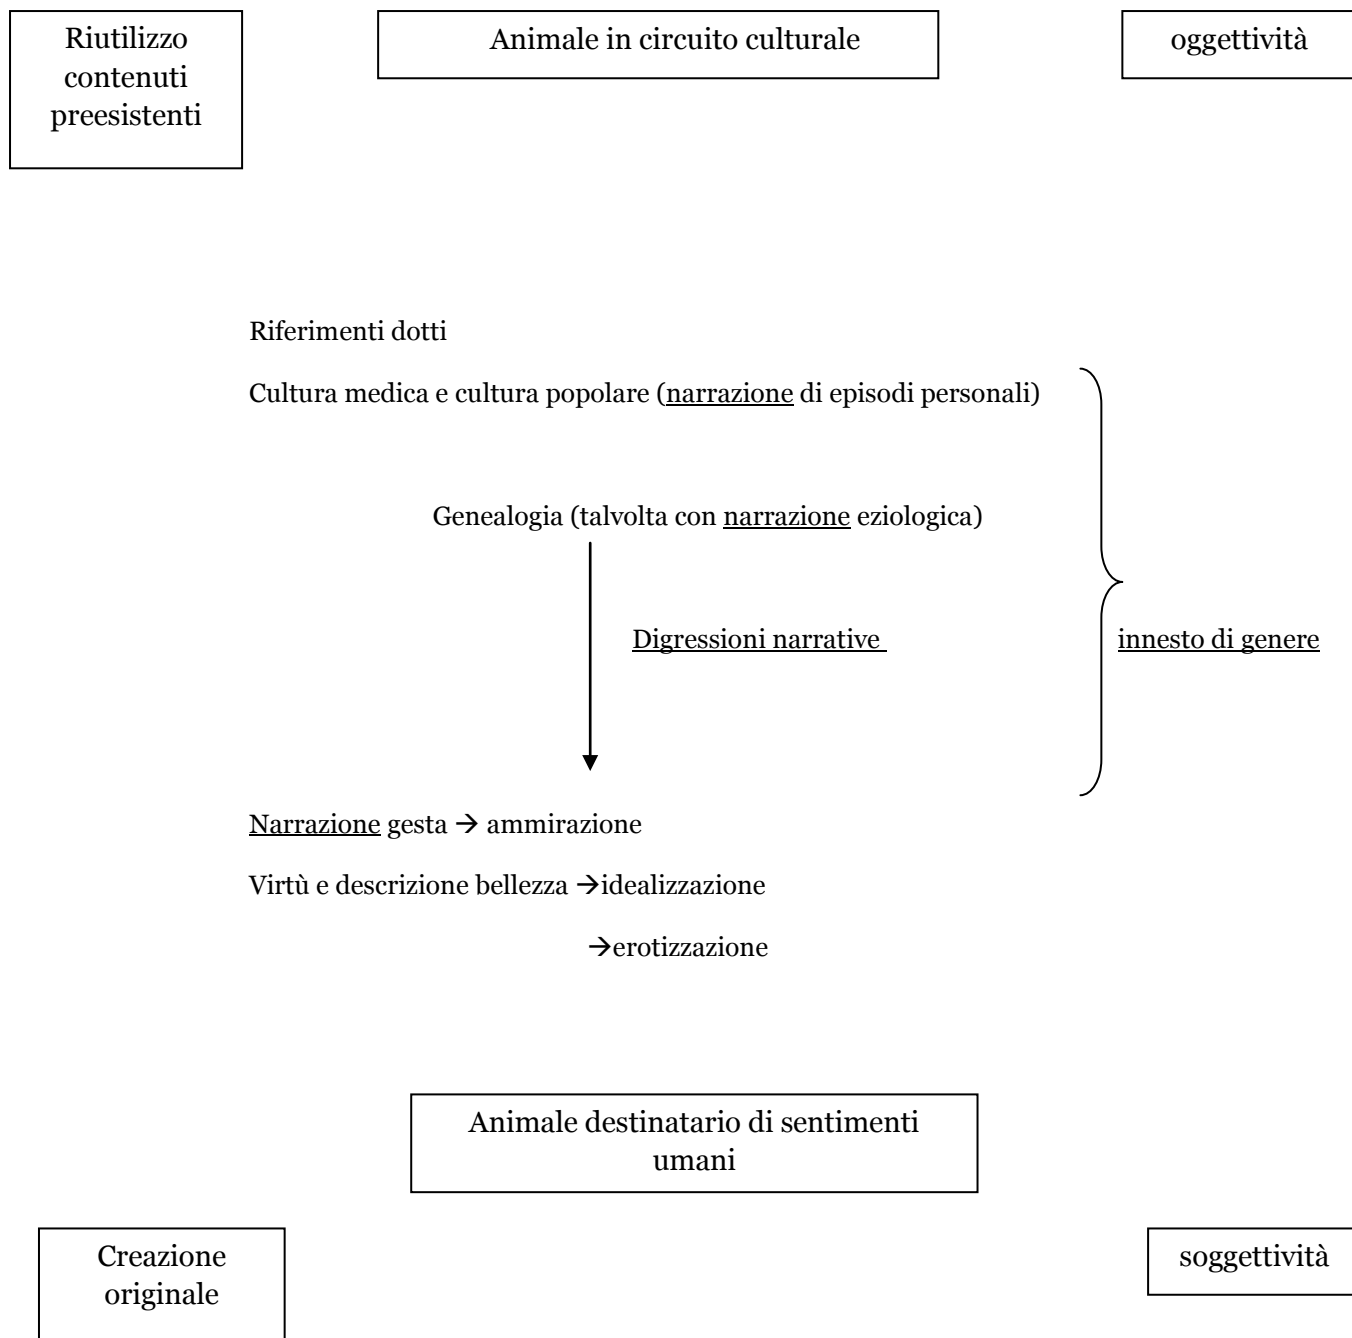 Riutilizzo
contenuti
preesistenti
Animale in circuito culturale
oggettività
Riferimenti dotti
Cultura medica e cultura popolare (narrazione di episodi personali)
Genealogia (talvolta con narrazione eziologica)
Digressioni narrative
innesto di genere
Narrazione gesta → ammirazione
Virtù e descrizione bellezza →idealizzazione
→erotizzazione
Animale destinatario di sentimenti
umani
Creazione
originale
soggettività